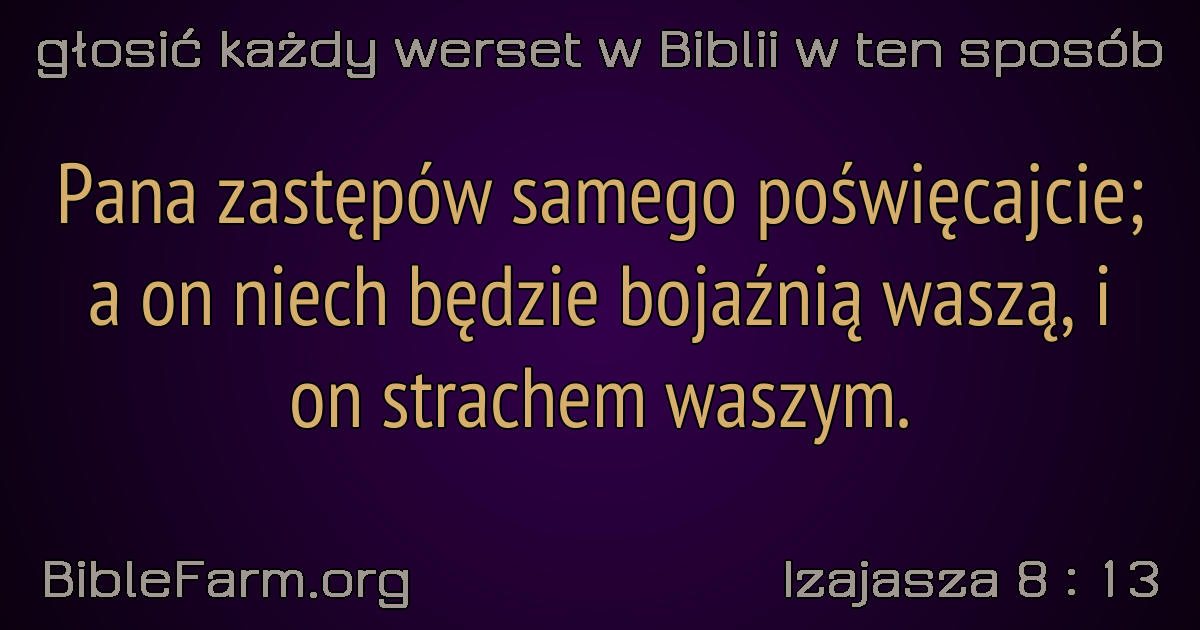 głosić każdy werset w Biblii w ten sposób
Pana zastępów samego poświęcajcie;
a on niech będzie bojaźnią waszą, i
on strachem waszym.
BibleFarm.org
Izajasza 8 : 13